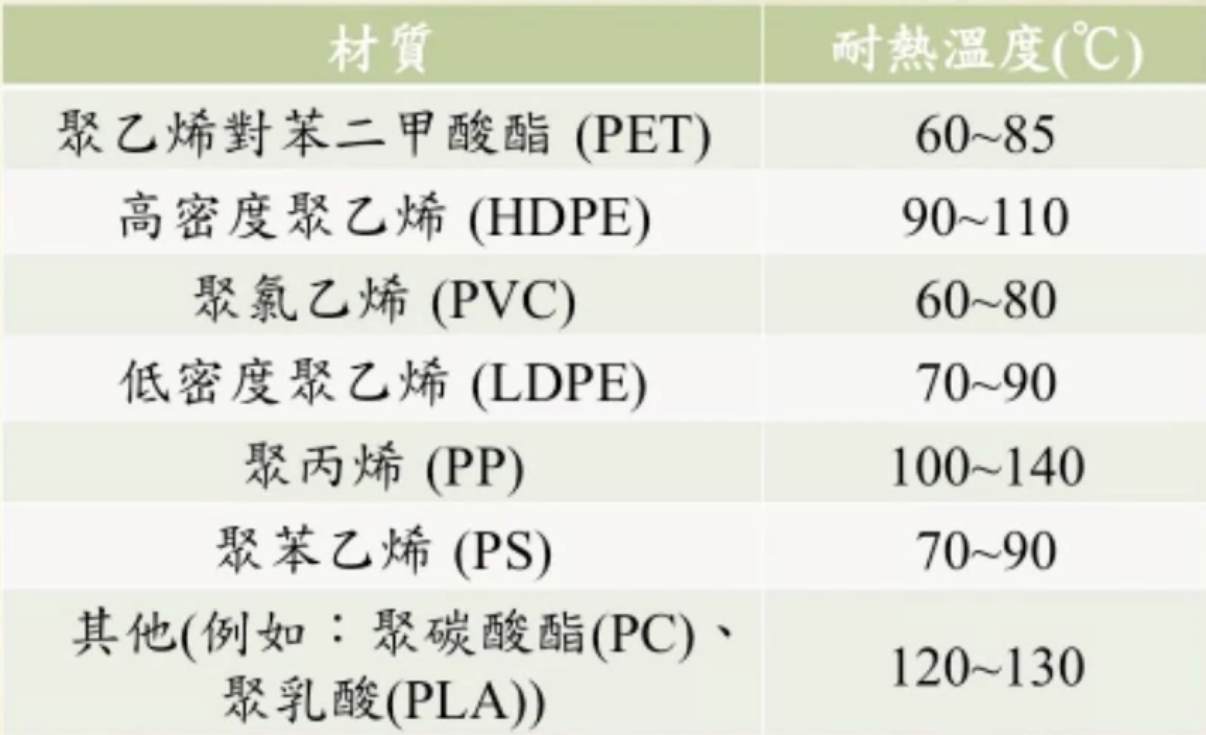 材質 耐熱溫度(℃)
聚乙烯對苯二甲酸酯 (PET) 60~85
高密度聚乙烯 (HDPE) 90~110
聚氯乙烯 (PVC) 60~80
低密度聚乙烯 (LDPE) 70~90
聚丙烯 (PP) 100~140
聚苯乙烯 (PS) 70~90
其他(例如：聚碳酸酯(PC)、
聚乳酸(PLA)) 120~130